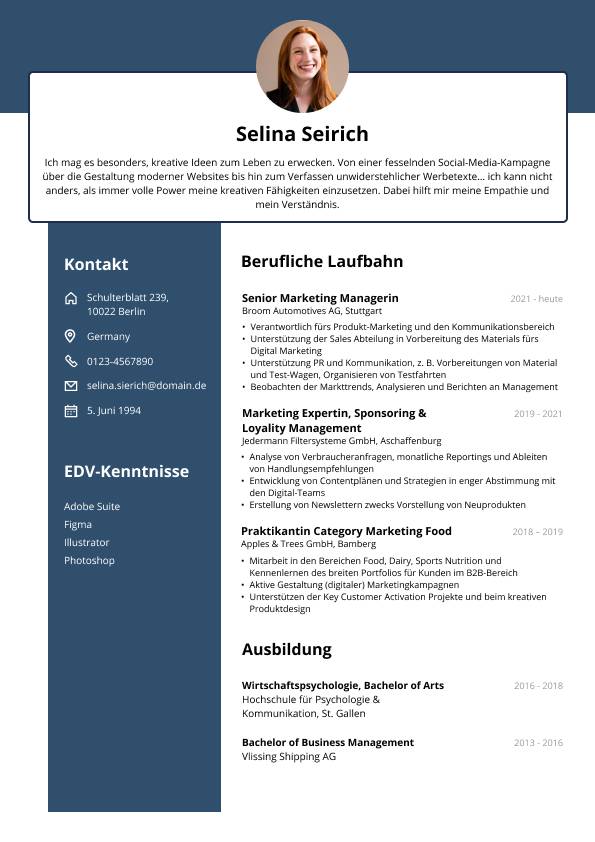 Selina Seirich
Ich mag es besonders, kreative Ideen zum Leben zu erwecken. Von einer fesselnden Social-Media-Kampagne
über die Gestaltung moderner Websites bis hin zum Verfassen unwiderstehlicher Werbetexte... ich kann nicht
anders, als immer volle Power meine kreativen Fähigkeiten einzusetzen. Dabei hilft mir meine Empathie und
mein Verständnis.
Kontakt
Schulterblatt 239,
10022 Berlin
Germany
0123-4567890
selina.sierich@domain.de
5. Juni 1994
EDV-Kenntnisse
Adobe Suite
Figma
Illustrator
Photoshop
Berufliche Laufbahn
Senior Marketing Managerin 2021 - heute
Broom Automotives AG, Stuttgart
• Verantwortlich fürs Produkt-Marketing und den Kommunikationsbereich
• Unterstützung der Sales Abteilung in Vorbereitung des Materials fürs
Digital Marketing
• Unterstützung PR und Kommunikation, z. B. Vorbereitungen von Material
und Test-Wagen, Organisieren von Testfahrten
• Beobachten der Markttrends, Analysieren und Berichten an Management
Marketing Expertin, Sponsoring & 2019 - 2021
Loyality Management
Jedermann Filtersysteme GmbH, Aschaffenburg
• Analyse von Verbraucheranfragen, monatliche Reportings und Ableiten
von Handlungsempfehlungen
• Entwicklung von Contentplänen und Strategien in enger Abstimmung mit
den Digital-Teams
• Erstellung von Newslettern zwecks Vorstellung von Neuprodukten
Praktikantin Category Marketing Food 2018 – 2019
Apples & Trees GmbH, Bamberg
• Mitarbeit in den Bereichen Food, Dairy, Sports Nutrition und
Kennenlernen des breiten Portfolios für Kunden im B2B-Bereich
• Aktive Gestaltung (digitaler) Marketingkampagnen
• Unterstützen der Key Customer Activation Projekte und beim kreativen
Produktdesign
Ausbildung
Wirtschaftspsychologie, Bachelor of Arts 2016 - 2018
Hochschule für Psychologie &
Kommunikation, St. Gallen
Bachelor of Business Management 2013 - 2016
Vlissing Shipping AG